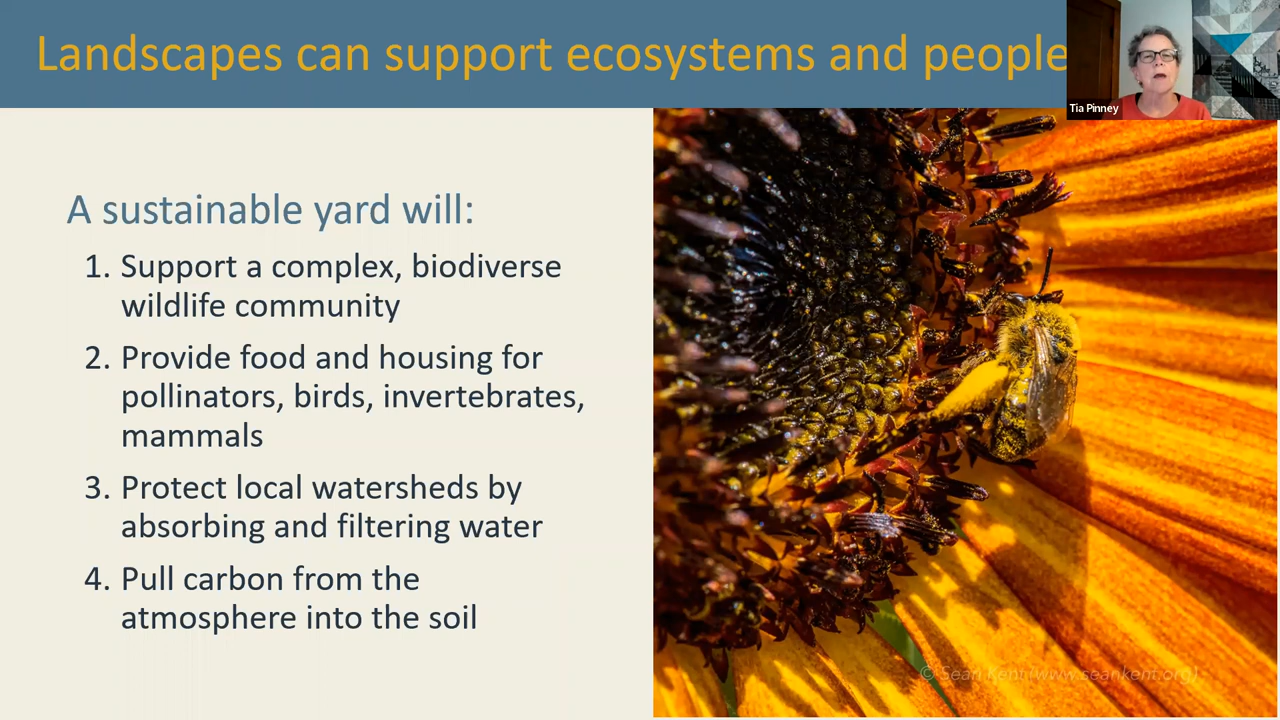 Landscapes can support ecosystems and people
Tia Pinney
A sustainable yard will:
1. Support a complex, biodiverse
wildlife community
2. Provide food and housing for
pollinators, birds, invertebrates,
mammals
3. Protect local watersheds by
absorbing and filtering water
4. Pull carbon from the
atmosphere into the soil
© Sean Kent (www.seankent.org)